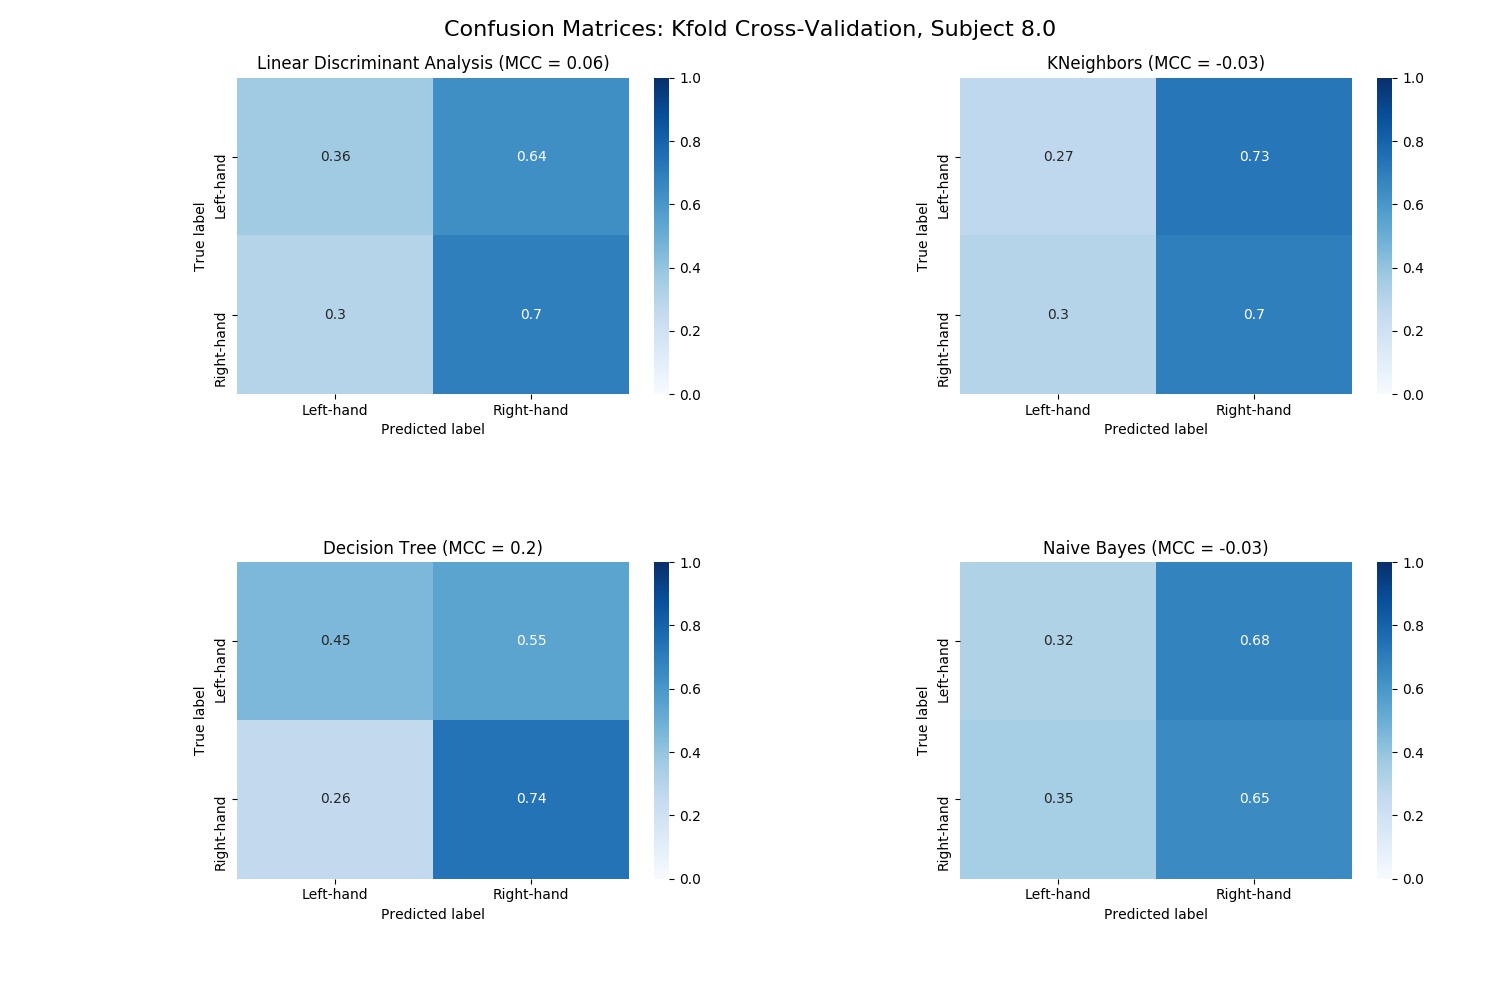 Confusion Matrices: Kfold Cross-Validation, Subject 8.0
Linear Discriminant Analysis (MCC = 0.06)
True label
Left-hand
Right-hand
0.36
0.64
0.3
0.7
Left-hand
Right-hand
Predicted label
1.0
0.8
0.6
0.4
0.2
0.0
KNeighbors (MCC = -0.03)
True label
Left-hand
Right-hand
0.27
0.73
0.3
0.7
Left-hand
Right-hand
Predicted label
1.0
0.8
0.6
0.4
0.2
0.0
Decision Tree (MCC = 0.2)
True label
Left-hand
Right-hand
0.45
0.55
0.26
0.74
Left-hand
Right-hand
Predicted label
1.0
0.8
0.6
0.4
0.2
0.0
Naive Bayes (MCC = -0.03)
True label
Left-hand
Right-hand
0.32
0.68
0.35
0.65
Left-hand
Right-hand
Predicted label
1.0
0.8
0.6
0.4
0.2
0.0